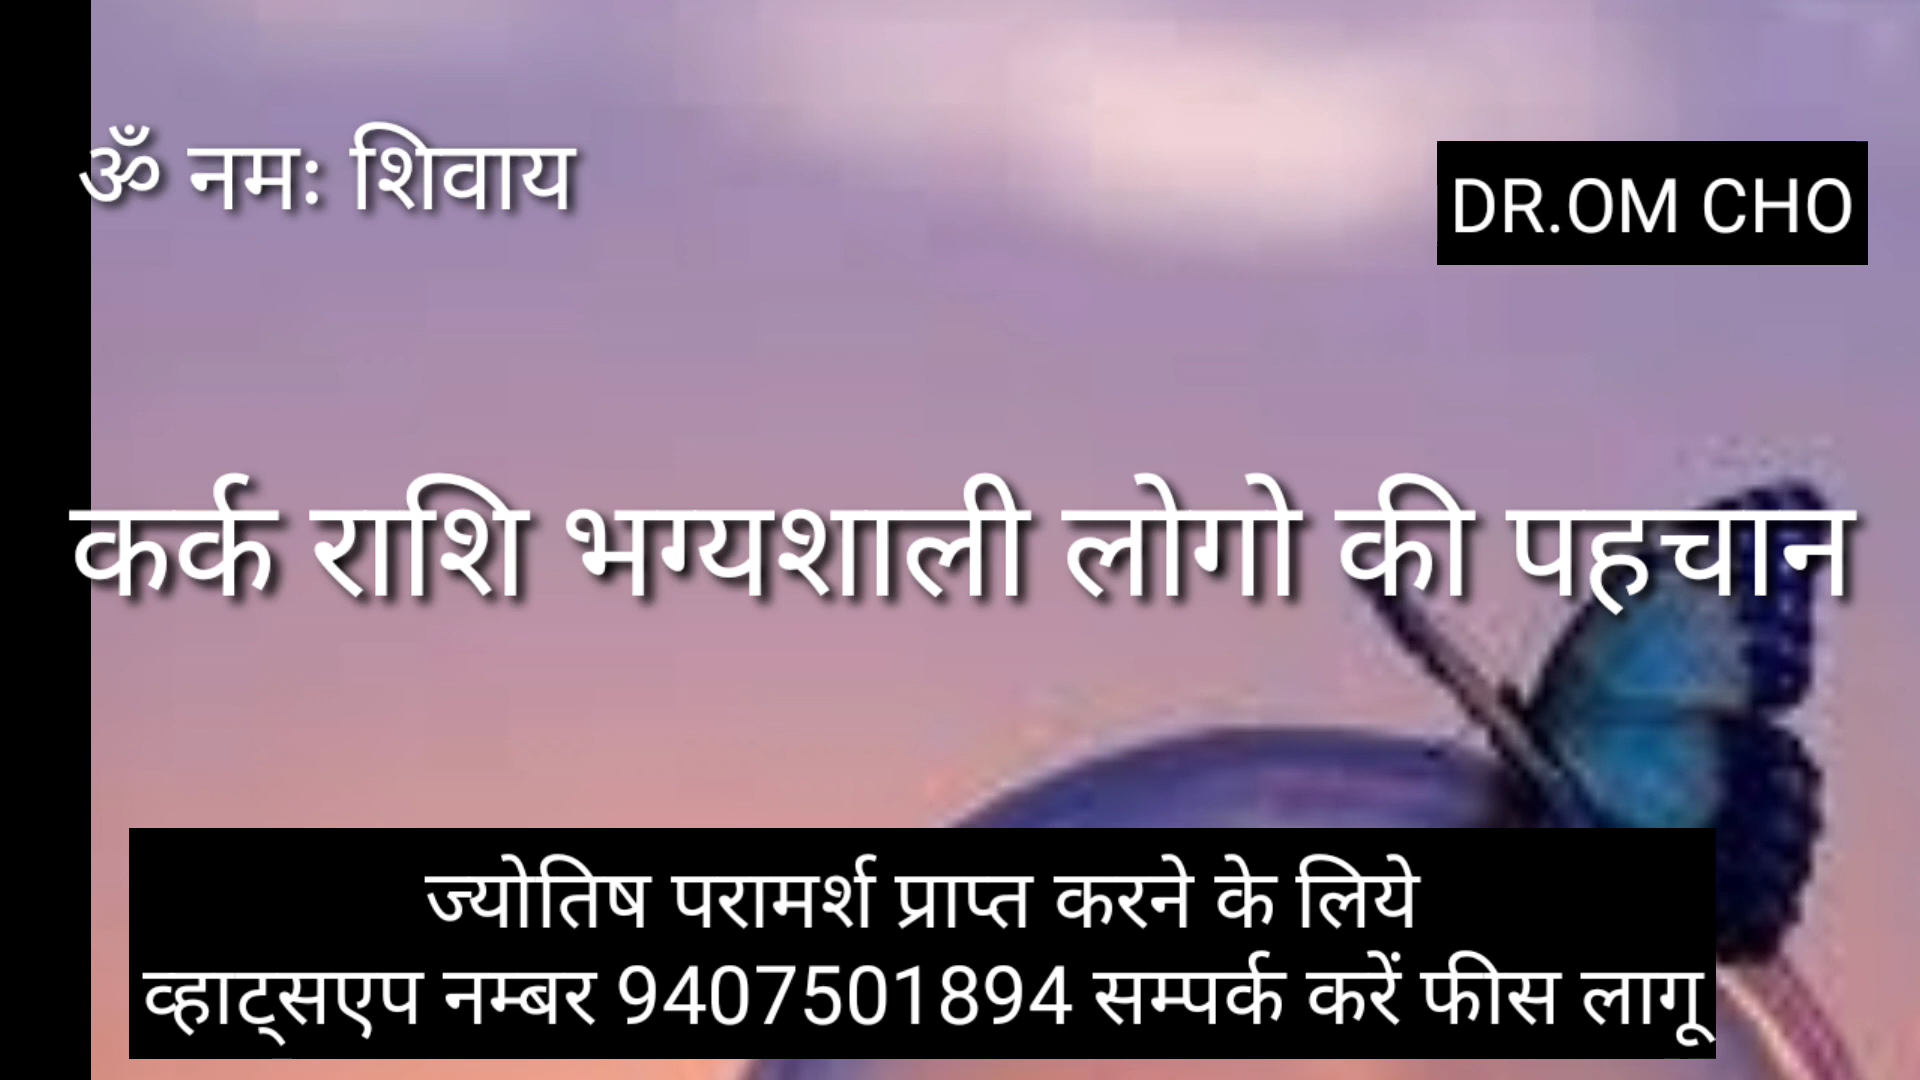 ॐ नमः शिवाय
DR.OM CHO
कर्क राशि भग्यशाली लोगो की पहचान
ज्योतिष परामर्श प्राप्त करने के लिये
व्हाट्सएप नम्बर 9407501894 सम्पर्क करें फीस लागू